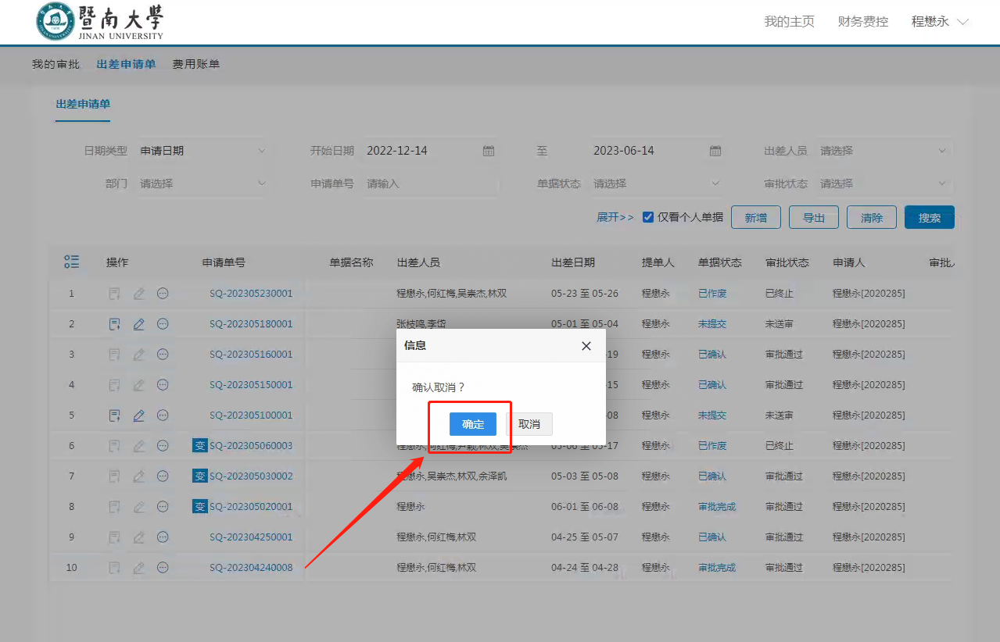 暨南大学
JINAN UNIVERSITY
我的主页 财务费控 程懋永
我的审批 出差申请单 费用账单
出差申请单
日期类型 申请日期 开始日期 2022-12-14 至 2023-06-14 出差人员 请选择
部门 请选择 申请单号 请输入 单据状态 请选择 审批状态 请选择
展开>> 仅看个人单据 新增 导出 清除 搜索
操作 申请单号 单据名称 出差人员 出差日期 提单人 单据状态 审批状态 申请人 审批
1 SQ-202305230001 程懋永,何红梅,吴崇杰,林双 05-23 至 05-26 程懋永 已作废 已终止 程懋永[2020285]
2 SQ-202305180001 张枝鸣,李岱 05-01 至 05-04 程懋永 未提交 未送审 程懋永[2020285]
3 SQ-202305160001 -19 程懋永 已确认 审批通过 程懋永[2020285]
4 SQ-202305150001 -15 程懋永 已确认 审批通过 程懋永[2020285]
5 SQ-202305100001 -08 程懋永 未提交 未送审 程懋永[2020285]
6 变 SQ-202305060003 程懋永,何红梅,尹颖,林双,吴崇杰 05-06 至 05-17 程懋永 已作废 已终止 程懋永[2020285]
7 变 SQ-202305030002 程懋永,吴崇杰,林双,余泽凯 05-03 至 05-08 程懋永 已确认 审批通过 程懋永[2020285]
8 变 SQ-202305020001 程懋永 06-01 至 06-08 程懋永 审批完成 审批通过 程懋永[2020285]
9 SQ-202304250001 程懋永,何红梅,林双 04-25 至 05-07 程懋永 已确认 审批通过 程懋永[2020285]
10 SQ-202304240008 程懋永,何红梅,林双 04-24 至 04-28 程懋永 审批完成 审批通过 程懋永[2020285]
信息
确认取消？
确定 取消